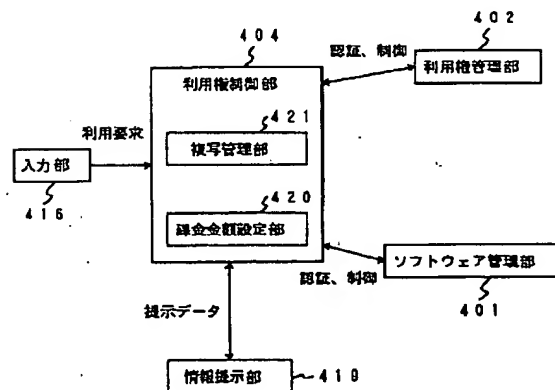 404
402
認証、制御
利用権制御部
利用権管理部
421
利用要求
複写管理部
入力部
416
420
課金金額設定部
ソフトウェア管理部
認証、制御
401
提示データ
情報提示部
419